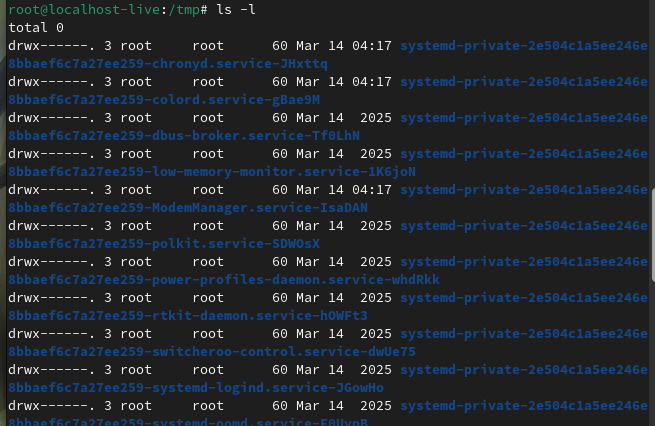 root@localhost-live:/tmp# ls -l
total 0
drwx------. 3 root     root      60 Mar 14 04:17 systemd-private-2e504c1a5ee246e
8bbaef6c7a27ee259-chronyd.service-JHxttq
drwx------. 3 root     root      60 Mar 14 04:17 systemd-private-2e504c1a5ee246e
8bbaef6c7a27ee259-colord.service-gBae9M
drwx------. 3 root     root      60 Mar 14  2025 systemd-private-2e504c1a5ee246e
8bbaef6c7a27ee259-dbus-broker.service-Tf0LhN
drwx------. 3 root     root      60 Mar 14  2025 systemd-private-2e504c1a5ee246e
8bbaef6c7a27ee259-low-memory-monitor.service-1K6joN
drwx------. 3 root     root      60 Mar 14 04:17 systemd-private-2e504c1a5ee246e
8bbaef6c7a27ee259-ModemManager.service-IsaDAN
drwx------. 3 root     root      60 Mar 14  2025 systemd-private-2e504c1a5ee246e
8bbaef6c7a27ee259-polkit.service-SDWOsX
drwx------. 3 root     root      60 Mar 14  2025 systemd-private-2e504c1a5ee246e
8bbaef6c7a27ee259-power-profiles-daemon.service-whdRkk
drwx------. 3 root     root      60 Mar 14  2025 systemd-private-2e504c1a5ee246e
8bbaef6c7a27ee259-rtkit-daemon.service-hOWFt3
drwx------. 3 root     root      60 Mar 14  2025 systemd-private-2e504c1a5ee246e
8bbaef6c7a27ee259-switcheroo-control.service-dwUe75
drwx------. 3 root     root      60 Mar 14  2025 systemd-private-2e504c1a5ee246e
8bbaef6c7a27ee259-systemd-logind.service-JGowHo
drwx------. 3 root     root      60 Mar 14  2025 systemd-private-2e504c1a5ee246e